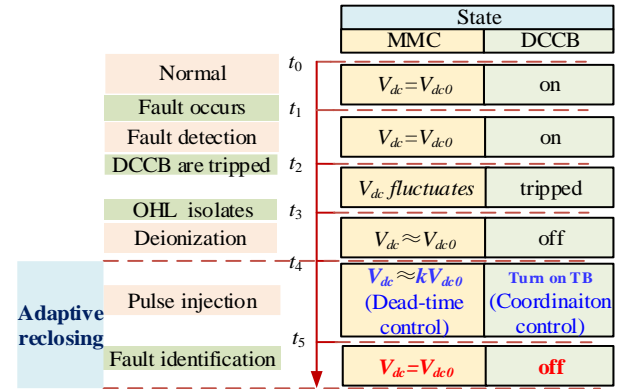 State
MMC DCCB
t0
Normal
Vdc=Vdc0 on
Fault occurs
t1
Fault detection
Vdc=Vdc0 on
DCCB are tripped
t2
Vdc fluctuates tripped
OHL isolates
t3
Deionization
Vdc≈Vdc0 off
t4
Vdc≈kVdc0 Turn on TB
Adaptive reclosing
Pulse injection
(Dead-time control)
(Coordinaiton control)
t5
Fault identification
Vdc=Vdc0 off